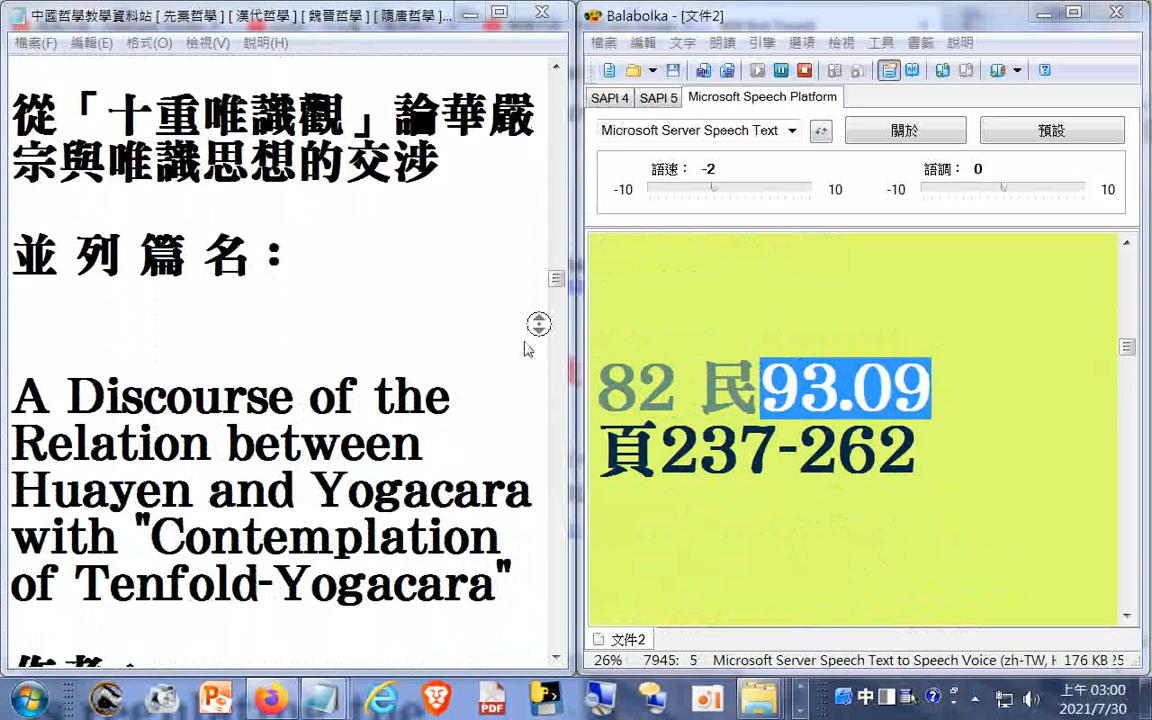 中國哲學教學資料站 [ 先秦哲學 ] [ 漢代哲學 ] [ 魏晉哲學 ] [ 隋唐哲學 ]...
檔案(F) 編輯(E) 格式(O) 檢視(V) 說明(H)
從「十重唯識觀」論華嚴
宗與唯識思想的交涉
並 列 篇 名：
A Discourse of the
Relation between
Huayen and Yogacara
with "Contemplation
of Tenfold-Yogacara"
作者：
Balabolka - [文件2]
檔案 編輯 文字 朗讀 引擎 選項 檢視 工具 書籤 說明
SAPI 4 SAPI 5 Microsoft Speech Platform
Microsoft Server Speech Text 關於 預設
語速： -2 語調： 0
-10 10 -10 10
82 民93.09
頁237-262
文件2
26% 7945: 5 Microsoft Server Speech Text to Speech Voice (zh-TW, H 176 KB
中 上午 03:00
2021/7/30